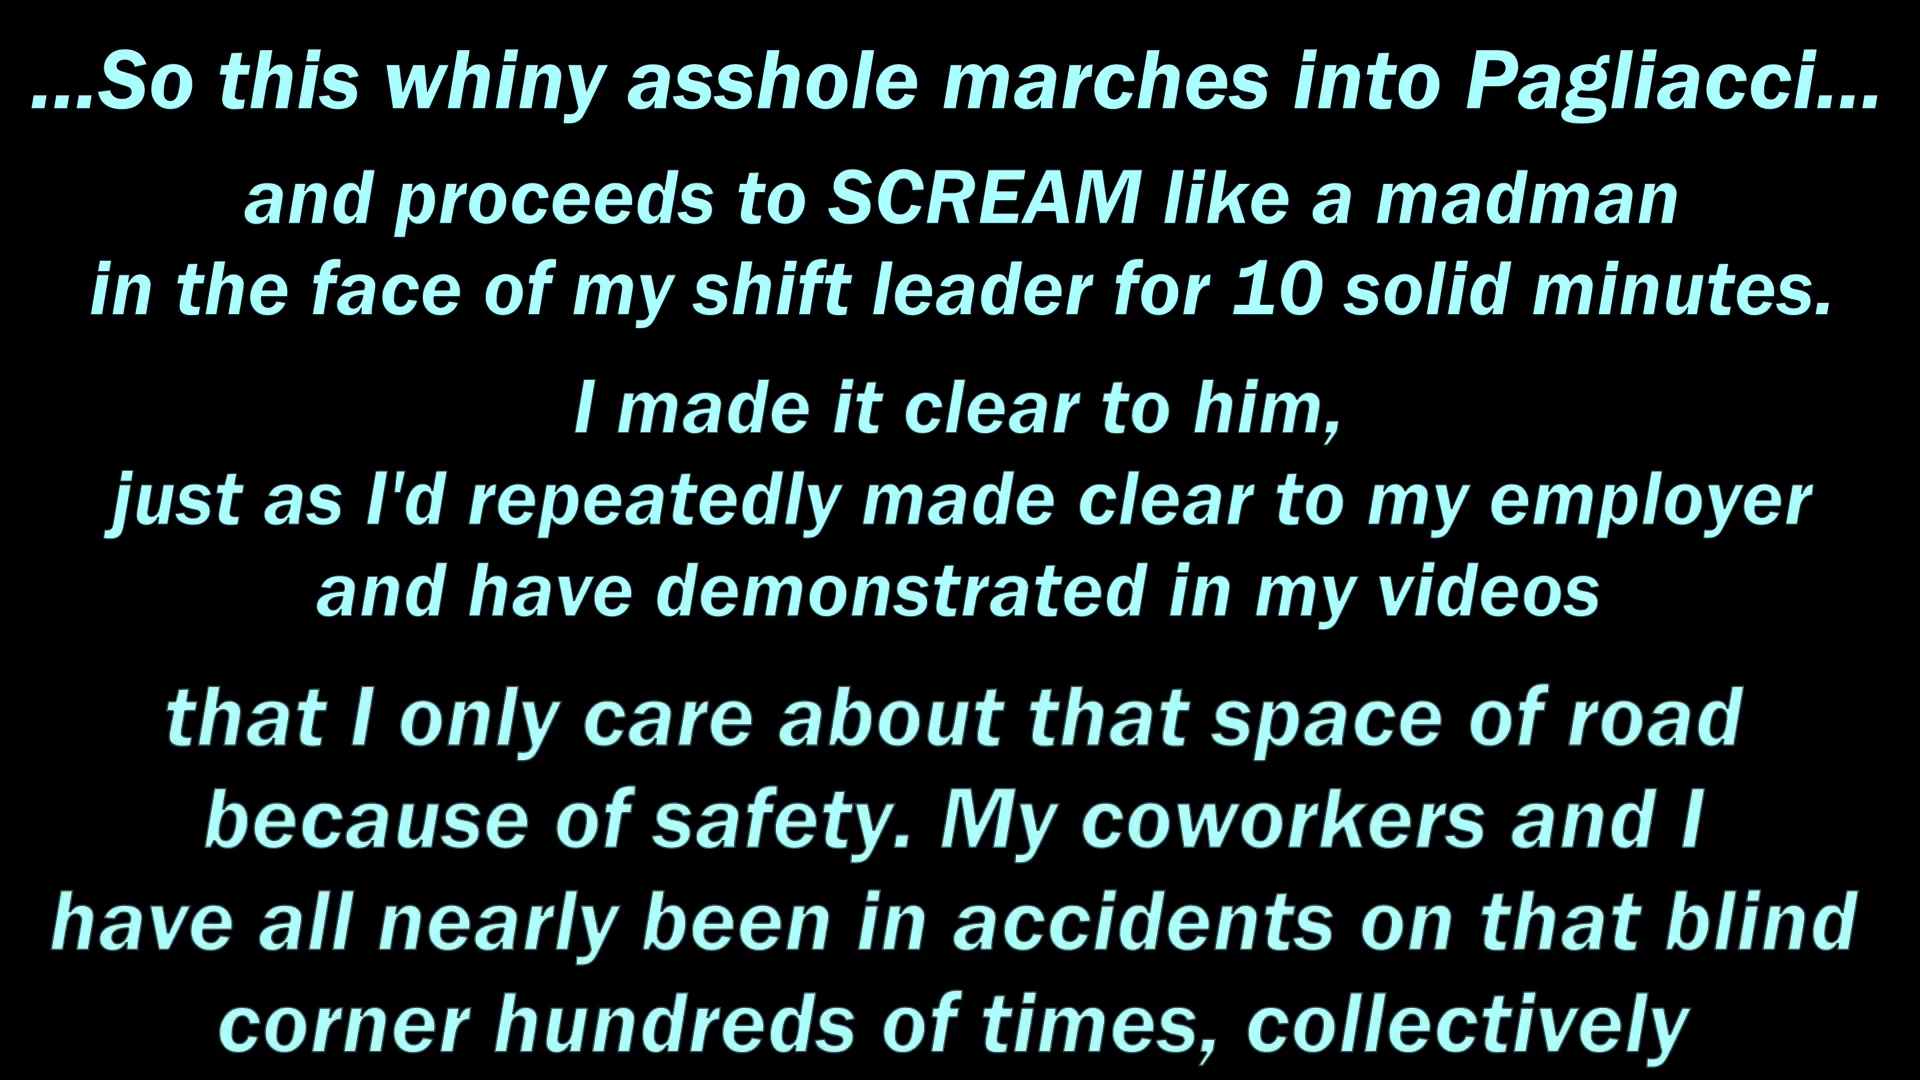 ...So this whiny asshole marches into Pagliacci...
and proceeds to SCREAM like a madman
in the face of my shift leader for 10 solid minutes.
I made it clear to him,
just as I'd repeatedly made clear to my employer
and have demonstrated in my videos
that I only care about that space of road
because of safety. My coworkers and I
have all nearly been in accidents on that blind
corner hundreds of times, collectively